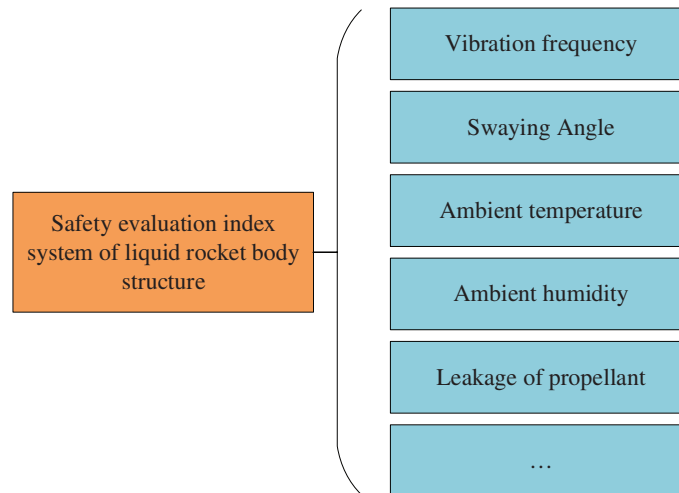 Safety evaluation index
system of liquid rocket body
structure
Vibration frequency
Swaying Angle
Ambient temperature
Ambient humidity
Leakage of propellant
…